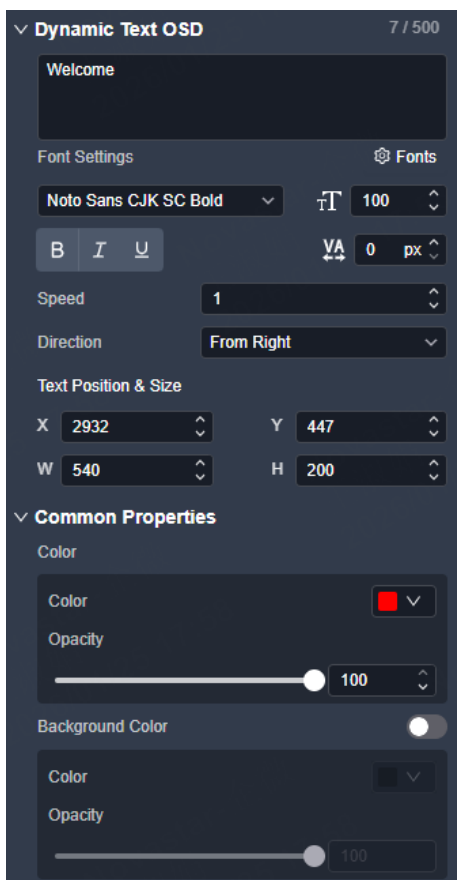 Dynamic Text OSD 7 / 500
Welcome
Font Settings Fonts
Noto Sans CJK SC Bold TT 100
B I U VA 0 px
Speed 1
Direction From Right
Text Position & Size
X 2932 Y 447
W 540 H 200
Common Properties
Color
Color
Opacity
100
Background Color
Color
Opacity
100